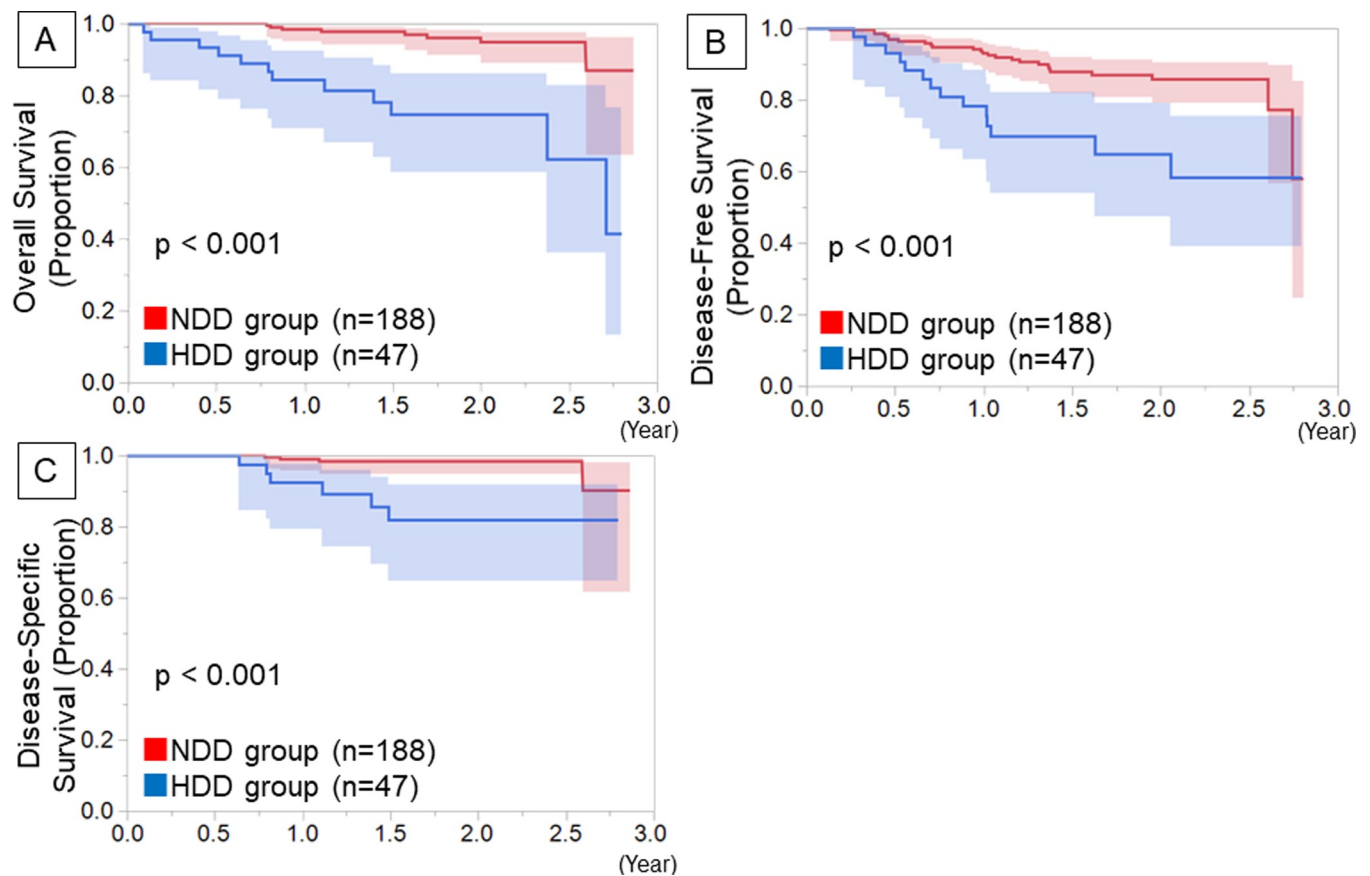 A
Overall Survival
(Proportion)
1.0
0.8
0.6
0.4
0.2
0.0
p < 0.001
NDD group (n=188)
HDD group (n=47)
0.0 0.5 1.0 1.5 2.0 2.5 3.0
(Year)
B
Disease-Free Survival
(Proportion)
1.0
0.8
0.6
0.4
0.2
0.0
p < 0.001
NDD group (n=188)
HDD group (n=47)
0.0 0.5 1.0 1.5 2.0 2.5 3.0
(Year)
C
Disease-Specific
Survival (Proportion)
1.0
0.8
0.6
0.4
0.2
0.0
p < 0.001
NDD group (n=188)
HDD group (n=47)
0.0 0.5 1.0 1.5 2.0 2.5 3.0
(Year)